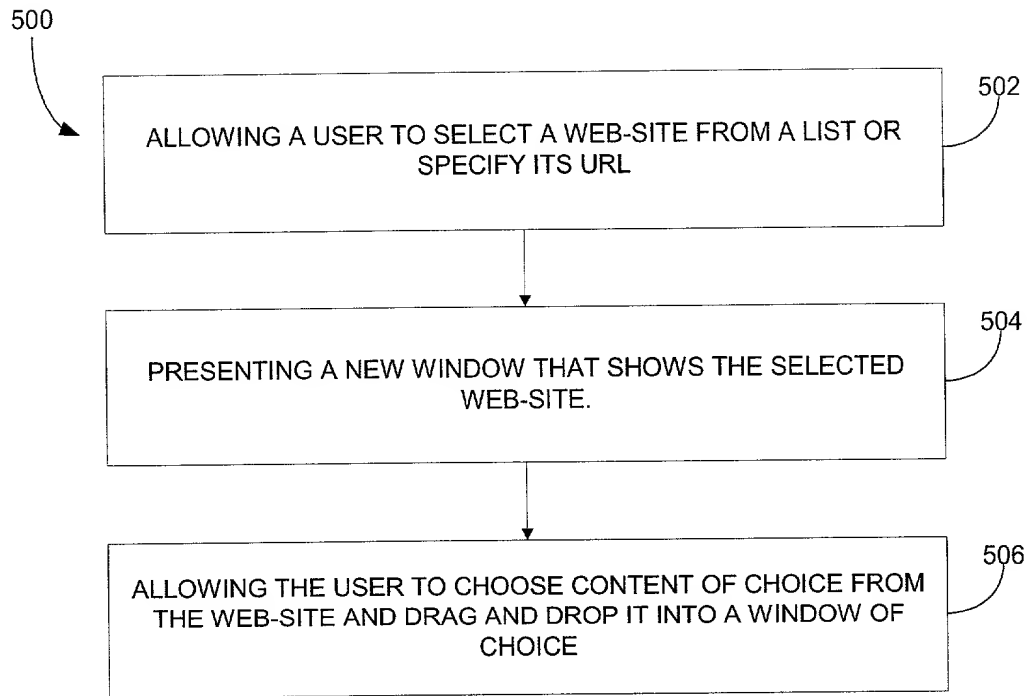 500
502
ALLOWING A USER TO SELECT A WEB-SITE FROM A LIST OR
SPECIFY ITS URL
504
PRESENTING A NEW WINDOW THAT SHOWS THE SELECTED
WEB-SITE.
506
ALLOWING THE USER TO CHOOSE CONTENT OF CHOICE FROM
THE WEB-SITE AND DRAG AND DROP IT INTO A WINDOW OF
CHOICE